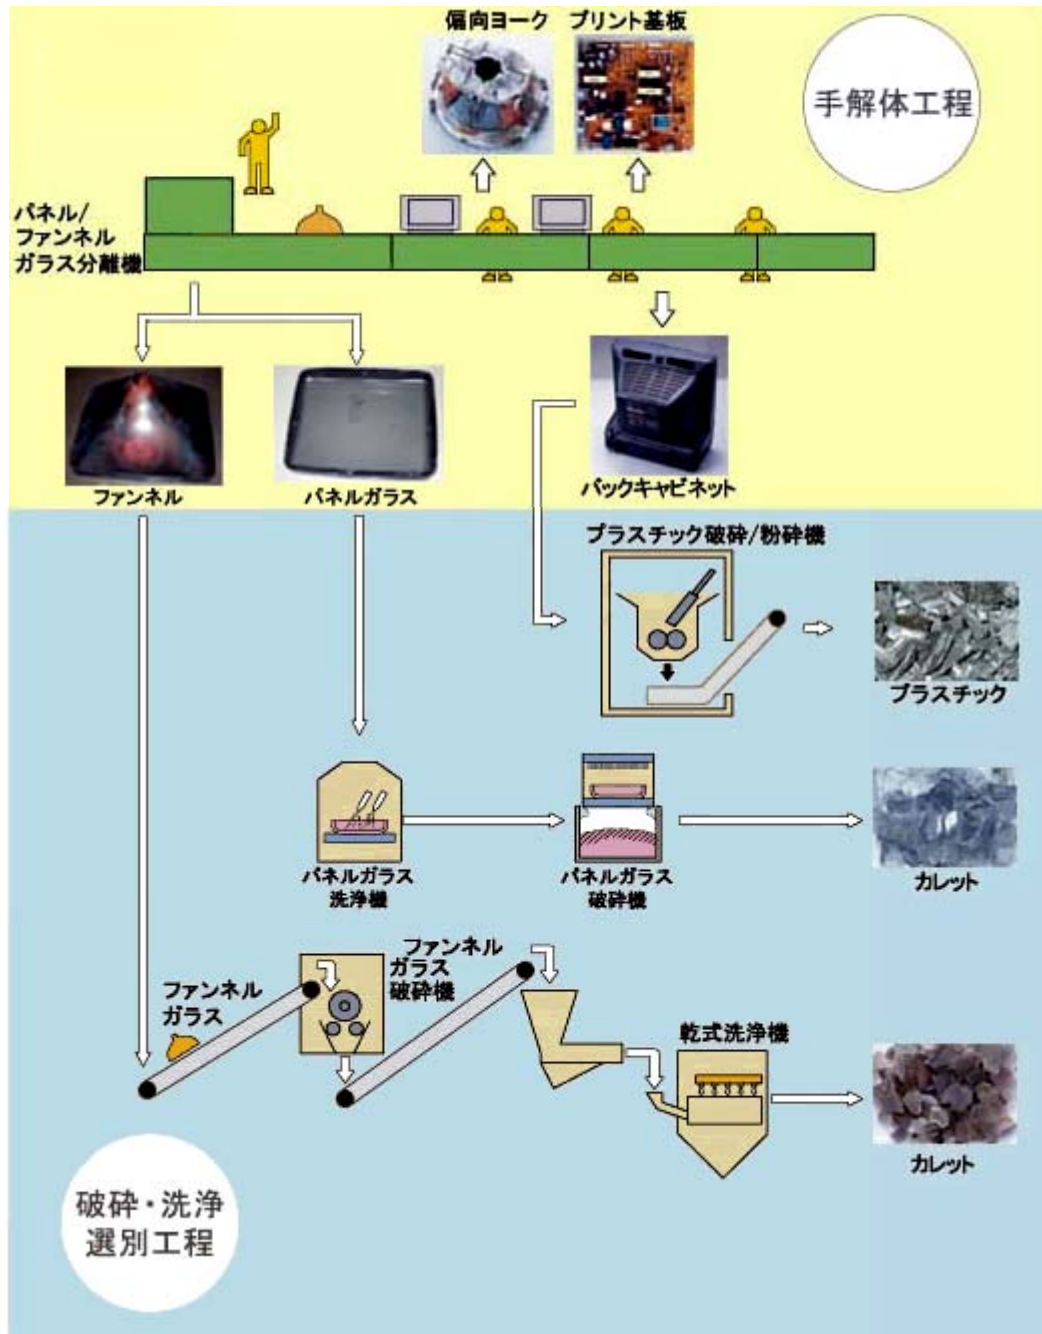 偏向ヨーク
プリント基板
手解体工程
パネル/
ファンネル
ガラス分離機
ファンネル
パネルガラス
バックキャビネット
プラスチック破砕/粉砕機
プラスチック
パネルガラス
洗浄機
パネルガラス
破砕機
カレット
ファンネル
ガラス
ファンネル
ガラス
破砕機
乾式洗浄機
カレット
破砕・洗浄
選別工程